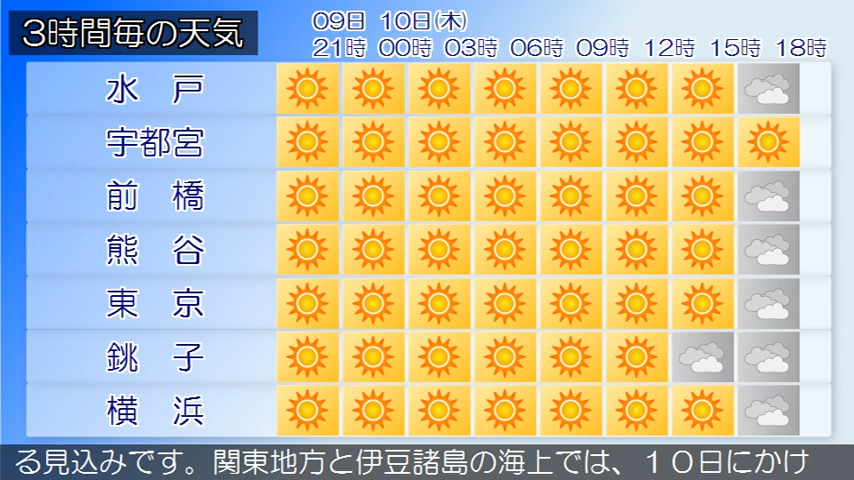 3時間毎の天気
09日 10日(木)
21時 00時 03時 06時 09時 12時 15時 18時
水 戸
宇都宮
前 橋
熊 谷
東 京
銚 子
横 浜
る見込みです。関東地方と伊豆諸島の海上では、１０日にかけ